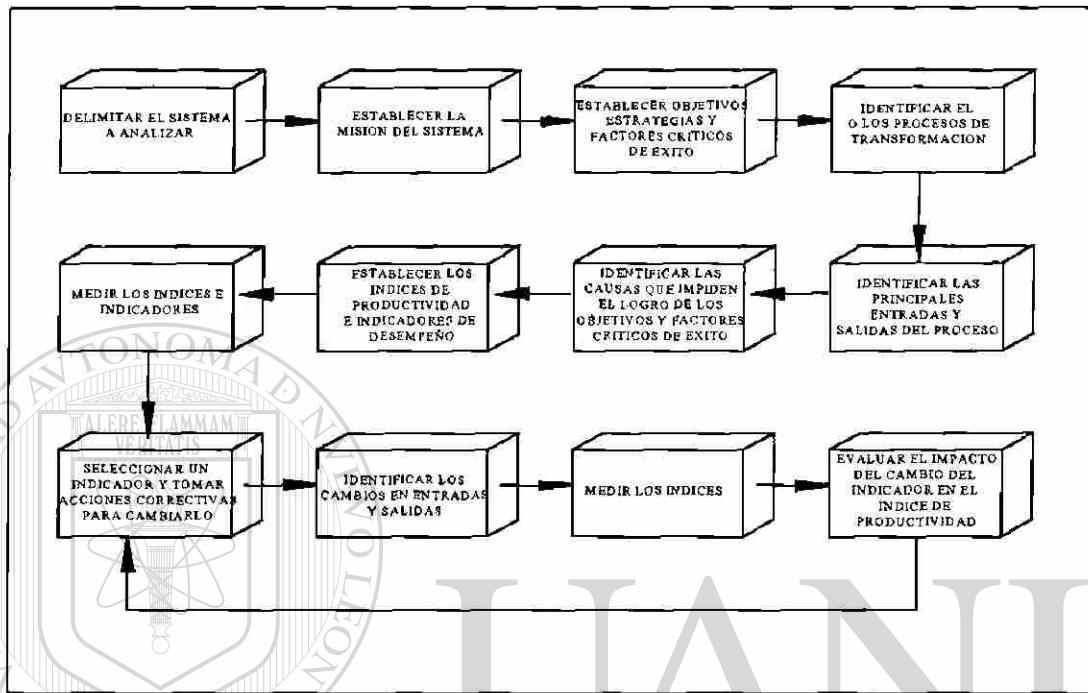 DELIMITAR EL SISTEMA
A ANALIZAR
ESTABLECER LA
MISION DEL SISTEMA
ESTABLECER OBJETIVOS
ESTRATEGIAS Y
FACTORES CRITICOS
DE EXITO
IDENTIFICAR EL
O LOS PROCESOS DE
TRANSFORMACION
IDENTIFICAR LAS
PRINCIPALES
ENTRADAS Y
SALIDAS DEL PROCESO
IDENTIFICAR LAS
CAUSAS QUE IMPIDEN
EL LOGRO DE LOS
OBJETIVOS Y FACTORES
CRITICOS DE EXITO
ESTABLECER LOS
INDICES DE
PRODUCTIVIDAD
E INDICADORES DE
DESEMPEÑO
MEDIR LOS INDICES E
INDICADORES
SELECCIONAR UN
INDICADOR Y TOMAR
ACCIONES CORRECTIVAS
PARA CAMBIARLO
IDENTIFICAR LOS
CAMBIOS EN ENTRADAS
Y SALIDAS
MEDIR LOS INDICES
EVALUAR EL IMPACTO
DEL CAMBIO DEL
INDICADOR EN EL
INDICE DE
PRODUCTIVIDAD
AVTONOMA D NVEVO LEON
ALERE FLAMMAM
VERITATIS
UANL